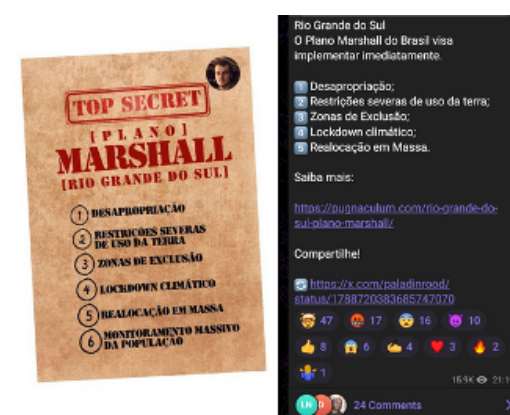 TOP SECRET
[PLANO]
MARSHALL
[RIO GRANDE DO SUL]
1 DESAPROPRIAÇÃO
2 RESTRIÇÕES SEVERAS
DE USO DA TERRA
3 ZONAS DE EXCLUSÃO
4 LOCKDOWN CLIMÁTICO
5 REALOCAÇÃO EM MASSA
6 MONITORAMENTO MASSIVO
DA POPULAÇÃO
Rio Grande do Sul
O Plano Marshall do Brasil visa
implementar imediatamente.
1 Desapropriação;
2 Restrições severas de uso da terra;
3 Zonas de Exclusão;
4 Lockdown climático;
5 Realocação em Massa.
Saiba mais:
https://pugnaculum.com/rio-grande-do-
sul-plano-marshall/
Compartilhe!
https://x.com/paladinrood/
status/1788720383685747070
47 17 16 10
8 6 4 3 2
1
15.9K
LN D 24 Comments